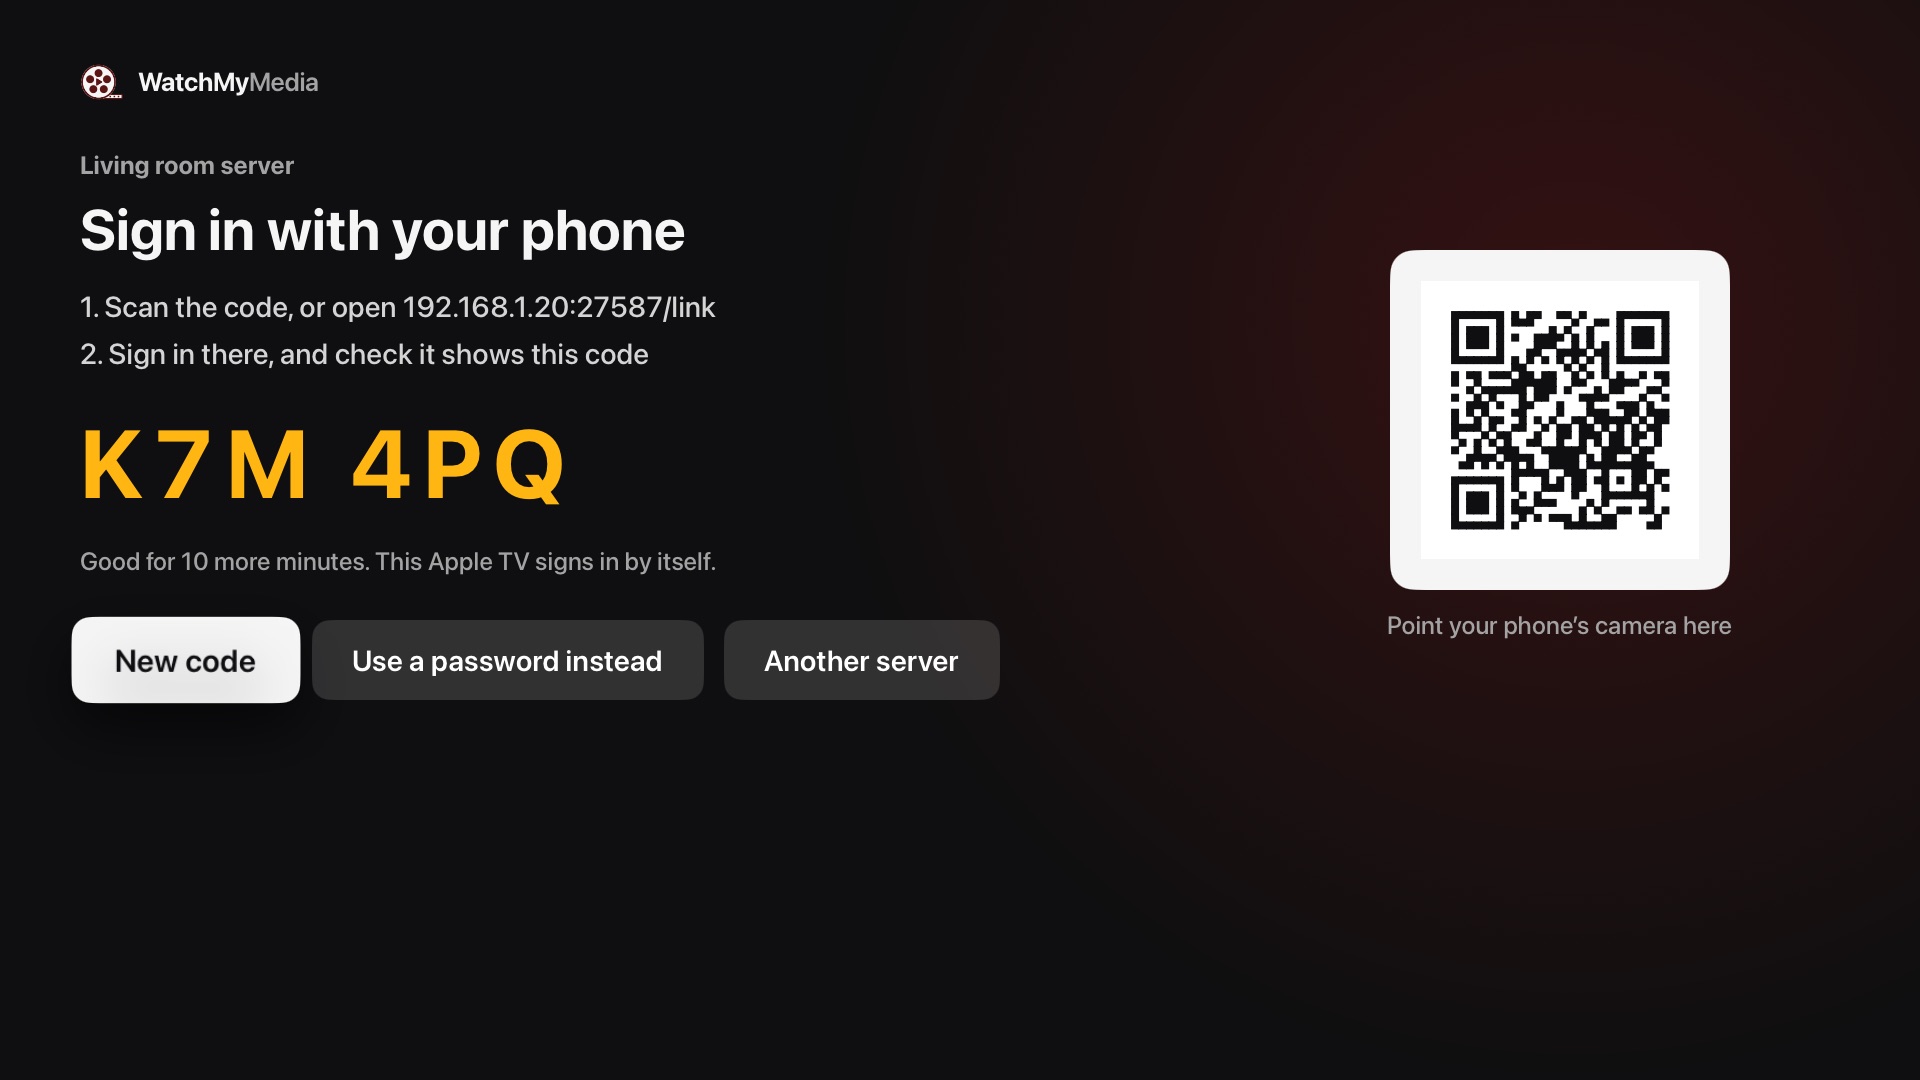 WatchMyMedia
Living room server
Sign in with your phone
1. Scan the code, or open 192.168.1.20:27587/link
2. Sign in there, and check it shows this code
K7M 4PQ
Good for 10 more minutes. This Apple TV signs in by itself.
New code
Use a password instead
Another server
Point your phone’s camera here